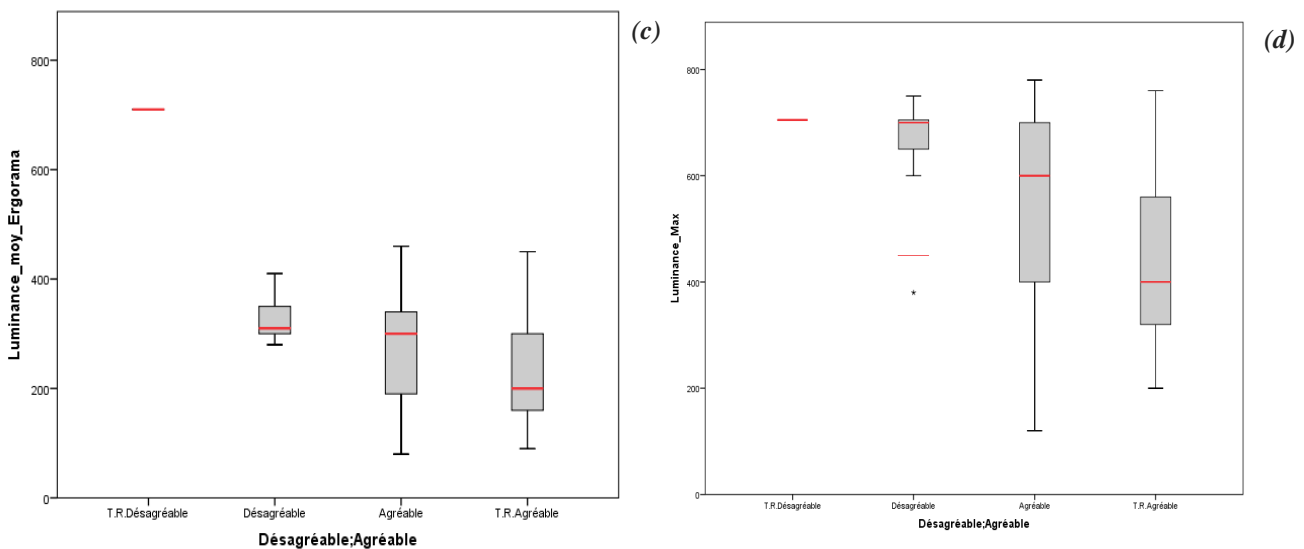 (c)
Luminance_moy_Ergorama
800
600
400
200
0
T.R.Désagréable Désagréable Agréable T.R.Agréable
Désagréable;Agréable
(d)
Luminance_Max
800
600
400
200
0
*
T.R.Désagréable Désagréable Agréable T.R.Agréable
Désagréable;Agréable